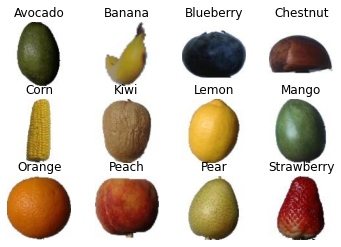 Avocado Banana Blueberry Chestnut
Corn Kiwi Lemon Mango
Orange Peach Pear Strawberry